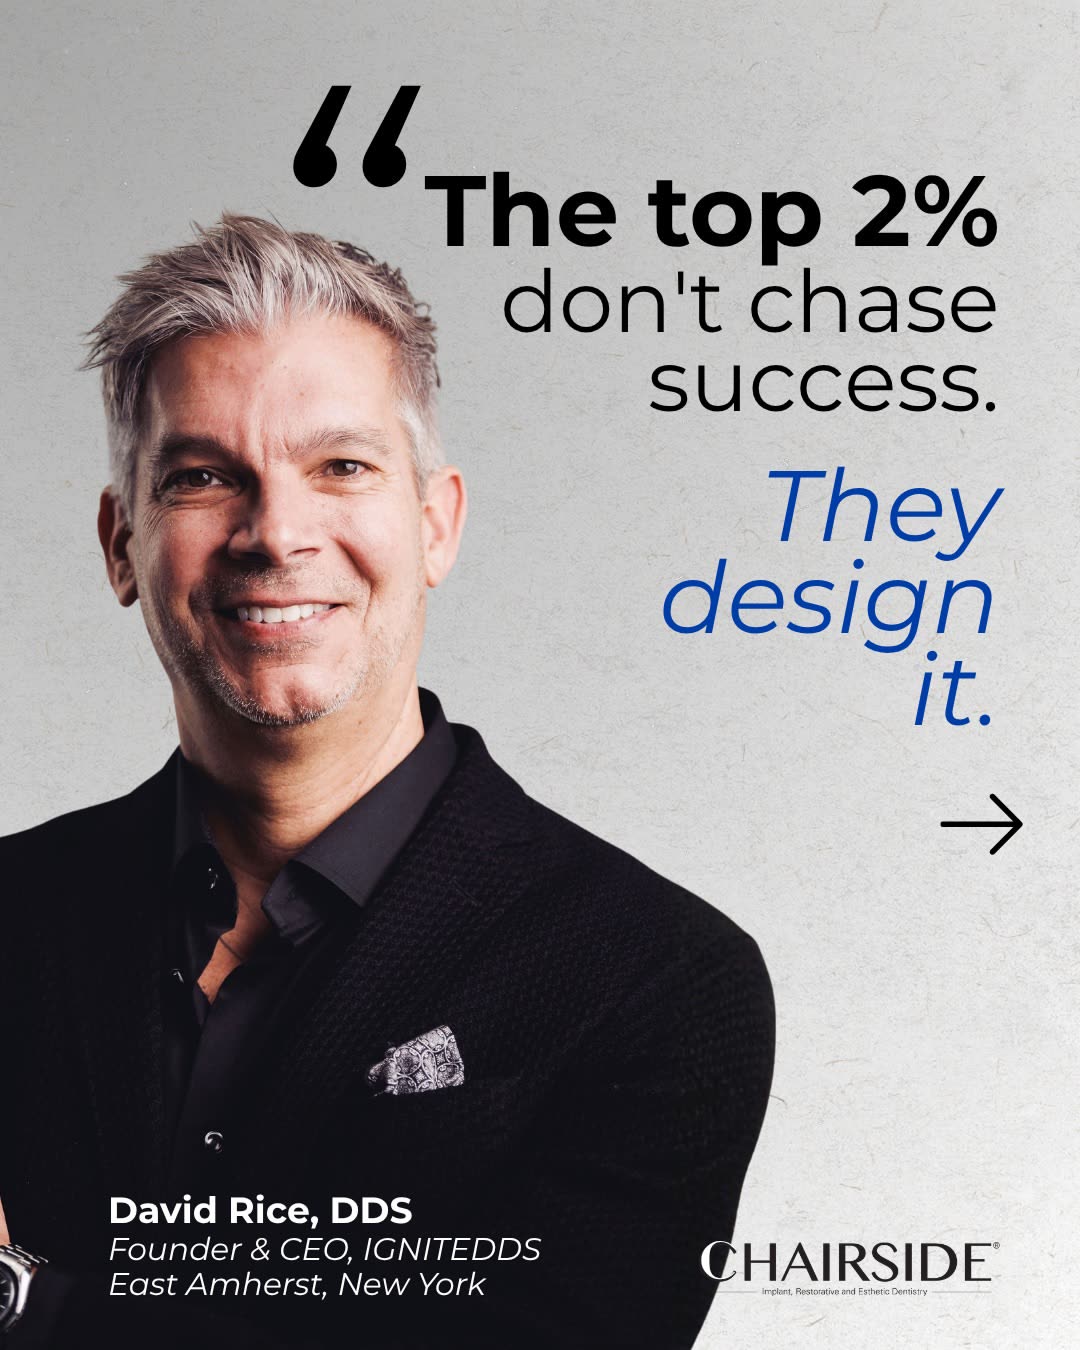 “The top 2%
don't chase
success.
They
design
it.
David Rice, DDS
Founder & CEO, IGNITEDDS
East Amherst, New York
CHAIRSIDE®
Implant, Restorative and Esthetic Dentistry